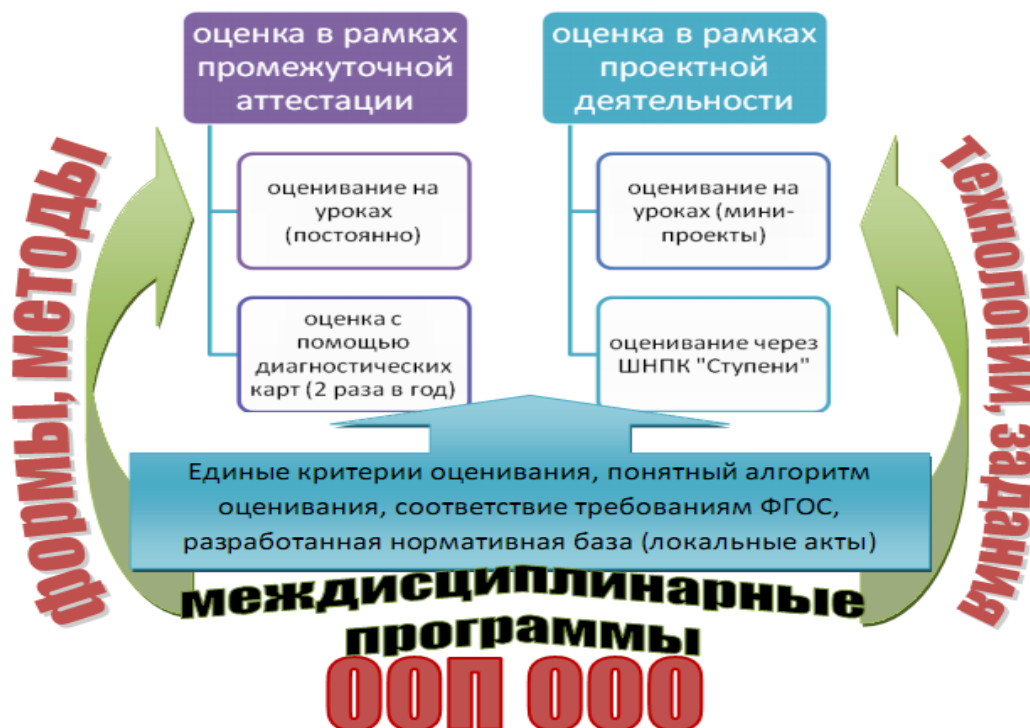 оценка в рамках
промежуточной
аттестации
оценивание на
уроках
(постоянно)
оценка с
помощью
диагностических
карт (2 раза в год)
оценка в рамках
проектной
деятельности
оценивание на
уроках (мини-
проекты)
оценивание через
ШНПК "Ступени"
формы, методы
технологии, задания
Единые критерии оценивания, понятный алгоритм
оценивания, соответствие требованиям ФГОС,
разработанная нормативная база (локальные акты)
междисциплинарные
программы
ООП ООО